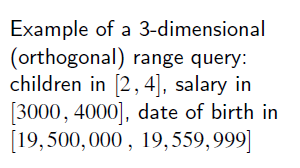 Example of a 3-dimensional
(orthogonal) range query:
children in [2 , 4], salary in
[3000 , 4000], date of birth in
[19, 500, 000 , 19, 559, 999]